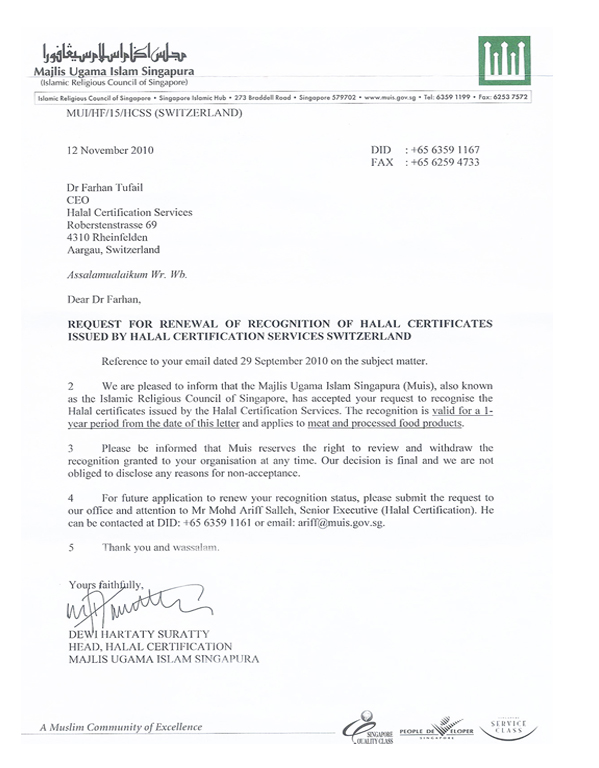 مجلس اڬام اسلام سيڠافورا
Majlis Ugama Islam Singapura
(Islamic Religious Council of Singapore)
Islamic Religious Council of Singapore • Singapore Islamic Hub • 273 Braddell Road • Singapore 579702 • www.muis.gov.sg • Tel: 6359 1199 • Fax: 6253 7572
MUI/HF/15/HCSS (SWITZERLAND)
12 November 2010
DID : +65 6359 1167
FAX : +65 6259 4733
Dr Farhan Tufail
CEO
Halal Certification Services
Roberstenstrasse 69
4310 Rheinfelden
Aargau, Switzerland
Assalamualaikum Wr. Wb.
Dear Dr Farhan,
REQUEST FOR RENEWAL OF RECOGNITION OF HALAL CERTIFICATES
ISSUED BY HALAL CERTIFICATION SERVICES SWITZERLAND
Reference to your email dated 29 September 2010 on the subject matter.
2 We are pleased to inform that the Majlis Ugama Islam Singapura (Muis), also known
as the Islamic Religious Council of Singapore, has accepted your request to recognise the
Halal certificates issued by the Halal Certification Services. The recognition is valid for a 1-
year period from the date of this letter and applies to meat and processed food products.
3 Please be informed that Muis reserves the right to review and withdraw the
recognition granted to your organisation at any time. Our decision is final and we are not
obliged to disclose any reasons for non-acceptance.
4 For future application to renew your recognition status, please submit the request to
our office and attention to Mr Mohd Ariff Salleh, Senior Executive (Halal Certification). He
can be contacted at DID: +65 6359 1161 or email: ariff@muis.gov.sg.
5 Thank you and wassalam.
Yours faithfully,
DEWI HARTATY SURATTY
HEAD, HALAL CERTIFICATION
MAJLIS UGAMA ISLAM SINGAPURA
A Muslim Community of Excellence
SINGAPORE
QUALITY CLASS
PEOPLE DEVELOPER
SINGAPORE
SERVICE
CLASS